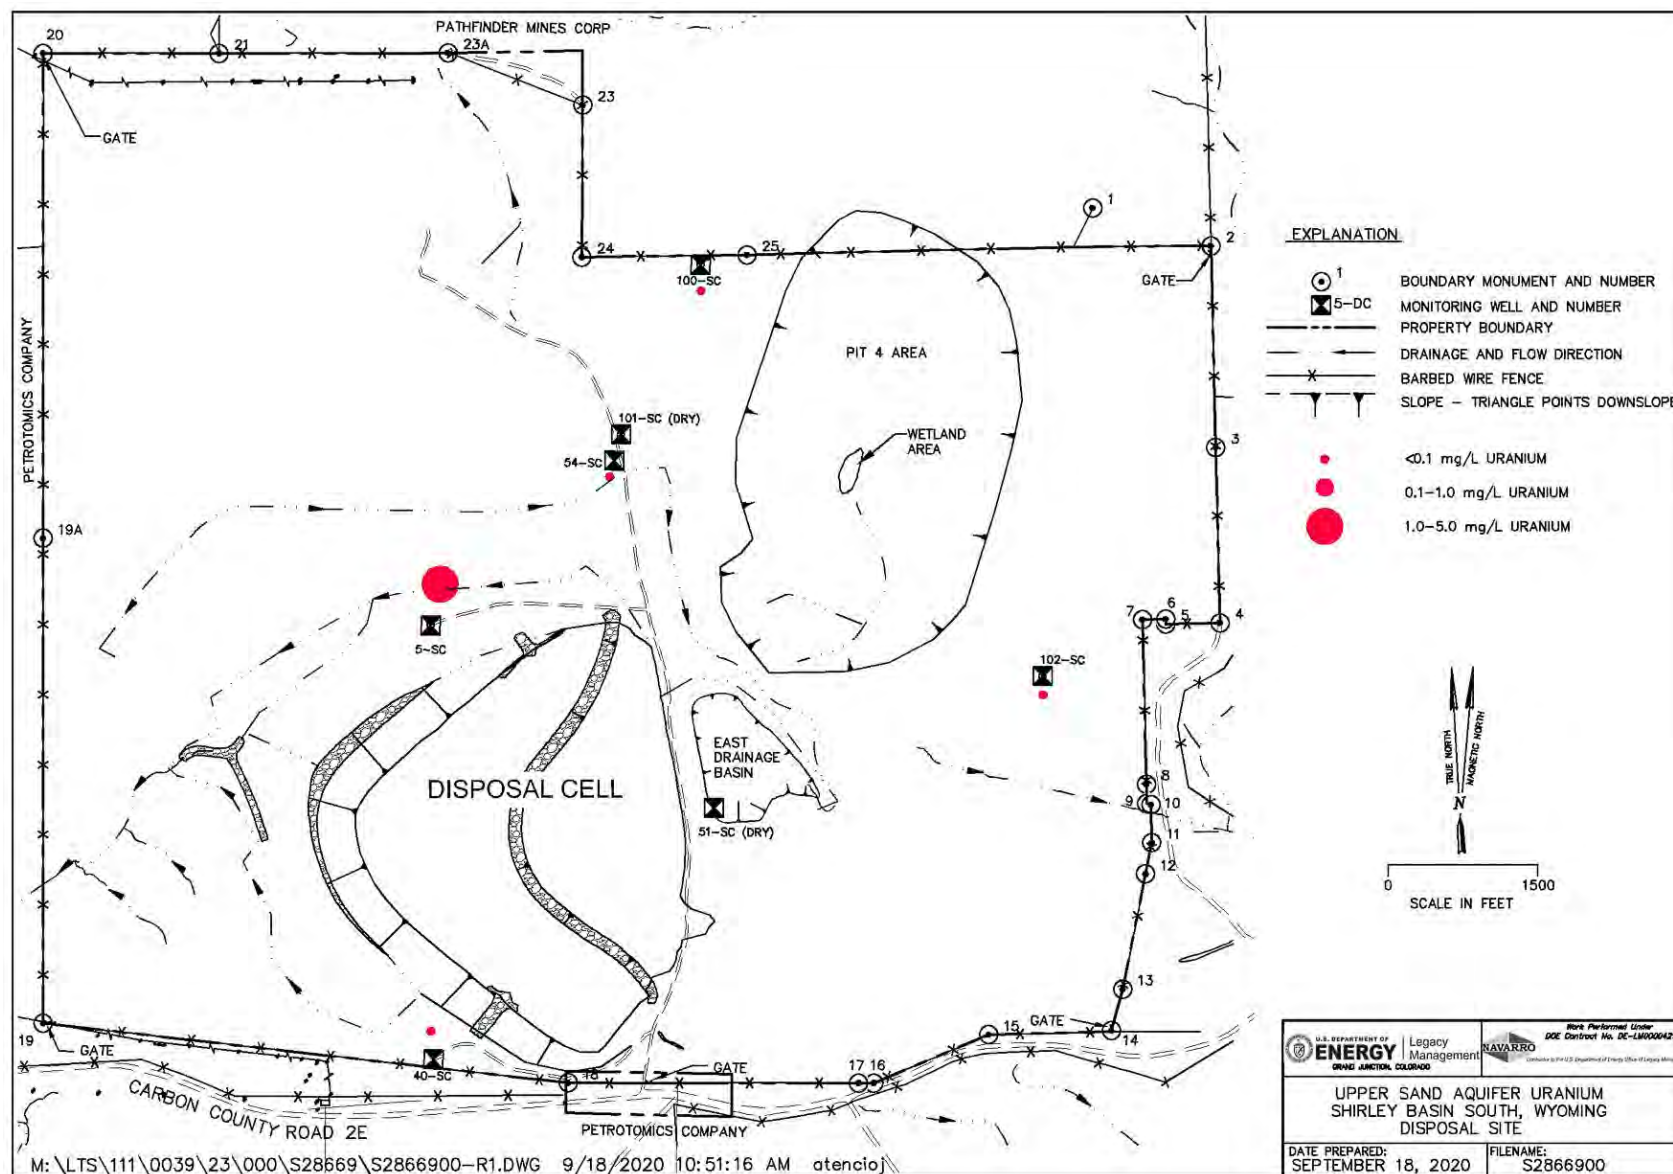 PATHFINDER MINES CORP
20
21
23A
23
GATE
24
25
1
2
GATE
100-SC
PETROTOMICS COMPANY
PIT 4 AREA
101-SC (DRY)
54-SC
WETLAND
AREA
3
19A
7
6
5
4
5-SC
102-SC
EAST
DRAINAGE
BASIN
DISPOSAL CELL
51-SC (DRY)
8
9
10
11
12
13
GATE
14
15
19
GATE
40-SC
18
GATE
17
16
CARBON COUNTY ROAD 2E
PETROTOMICS COMPANY
M:\LTS\111\0039\23\000\S28669\S2866900-R1.DWG 9/18/2020 10:51:16 AM atencioj
EXPLANATION
1
BOUNDARY MONUMENT AND NUMBER
5-DC
MONITORING WELL AND NUMBER
PROPERTY BOUNDARY
DRAINAGE AND FLOW DIRECTION
BARBED WIRE FENCE
SLOPE - TRIANGLE POINTS DOWNSLOPE
<0.1 mg/L URANIUM
0.1-1.0 mg/L URANIUM
1.0-5.0 mg/L URANIUM
TRUE NORTH
MAGNETIC NORTH
N
0
1500
SCALE IN FEET
U.S. DEPARTMENT OF
ENERGY
Legacy
Management
GRAND JUNCTION, COLORADO
NAVARRO
Work Performed Under
UPPER SAND AQUIFER URANIUM
SHIRLEY BASIN SOUTH, WYOMING
DISPOSAL SITE
DATE PREPARED:
SEPTEMBER 18, 2020
FILENAME:
S2866900